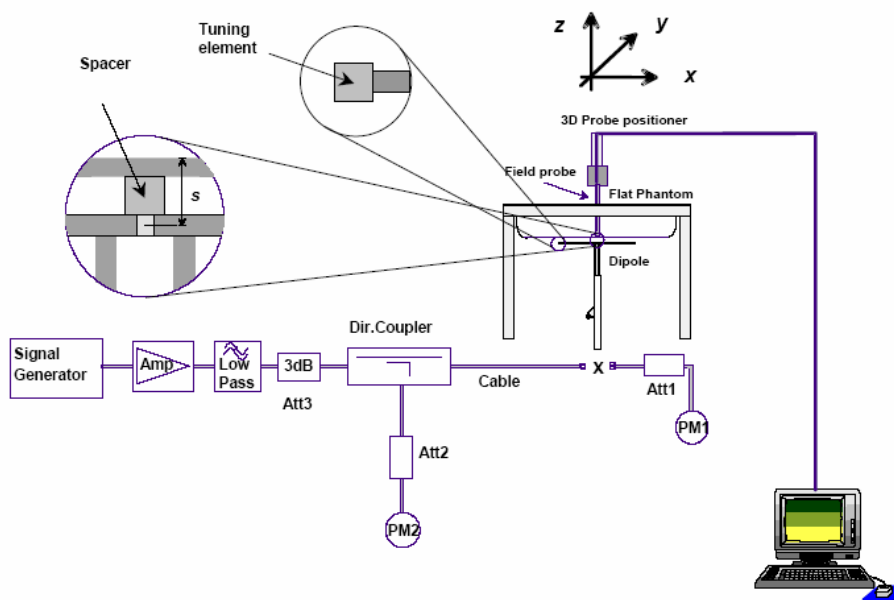 Tuning
element
Spacer
s
z
y
x
3D Probe positioner
Field probe
Flat Phantom
Dipole
Signal
Generator
Amp
Low
Pass
3dB
Att3
Dir.Coupler
Cable
X
Att1
PM1
Att2
PM2